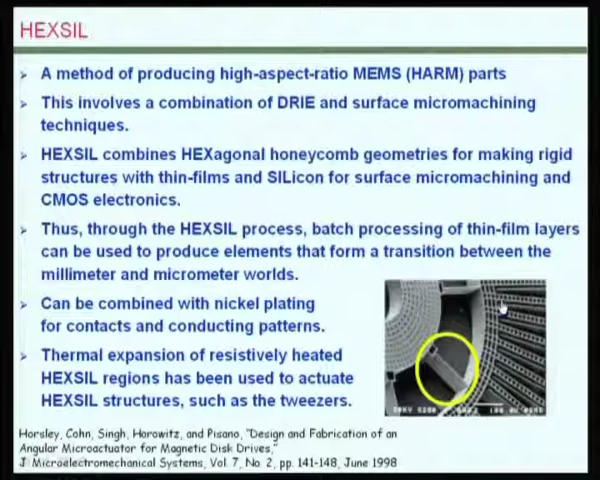 HEXSIL
A method of producing high-aspect-ratio MEMS (HARM) parts
This involves a combination of DRIE and surface micromachining
techniques.
HEXSIL combines HEXagonal honeycomb geometries for making rigid
structures with thin-films and SILicon for surface micromachining and
CMOS electronics.
Thus, through the HEXSIL process, batch processing of thin-film layers
can be used to produce elements that form a transition between the
millimeter and micrometer worlds.
Can be combined with nickel plating
for contacts and conducting patterns.
Thermal expansion of resistively heated
HEXSIL regions has been used to actuate
HEXSIL structures, such as the tweezers.
Horsley, Cohn, Singh, Horowitz, and Pisano, "Design and Fabrication of an
Angular Microactuator for Magnetic Disk Drives,"
J. Microelectromechanical Systems, Vol. 7, No. 2, pp. 141-148, June 1998